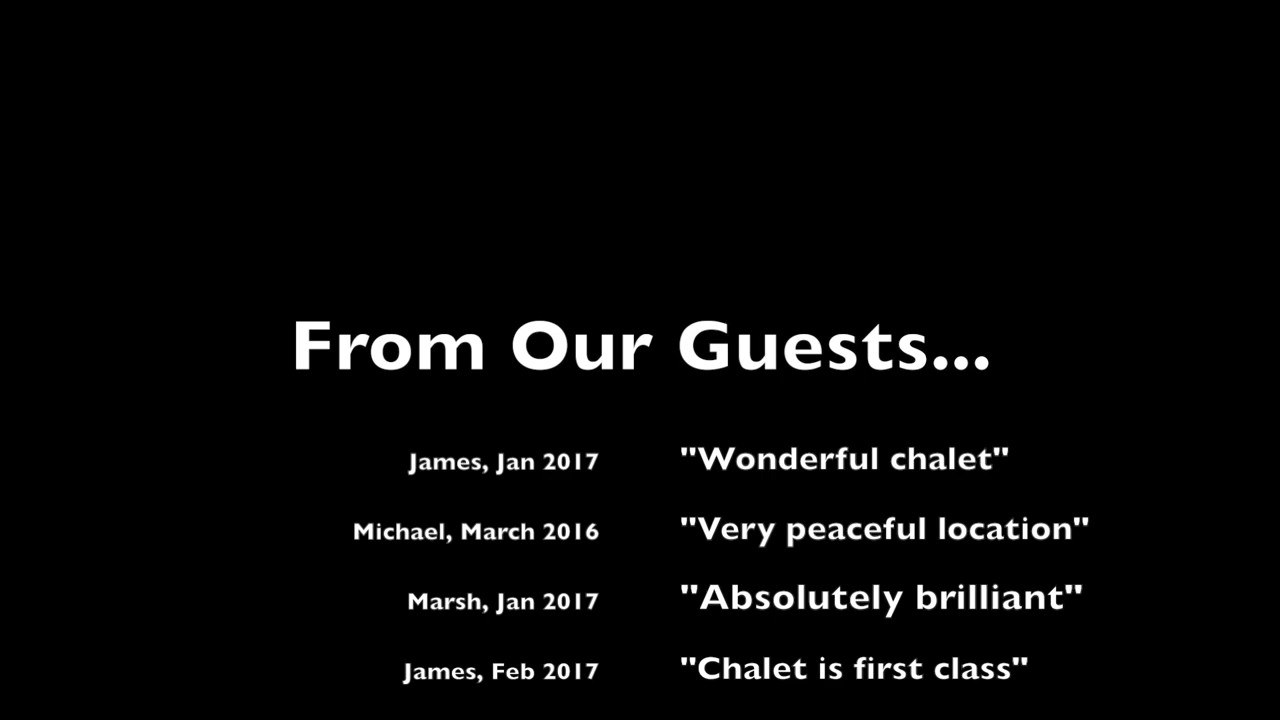 From Our Guests...
James, Jan 2017 "Wonderful chalet"
Michael, March 2016 "Very peaceful location"
Marsh, Jan 2017 "Absolutely brilliant"
James, Feb 2017 "Chalet is first class"